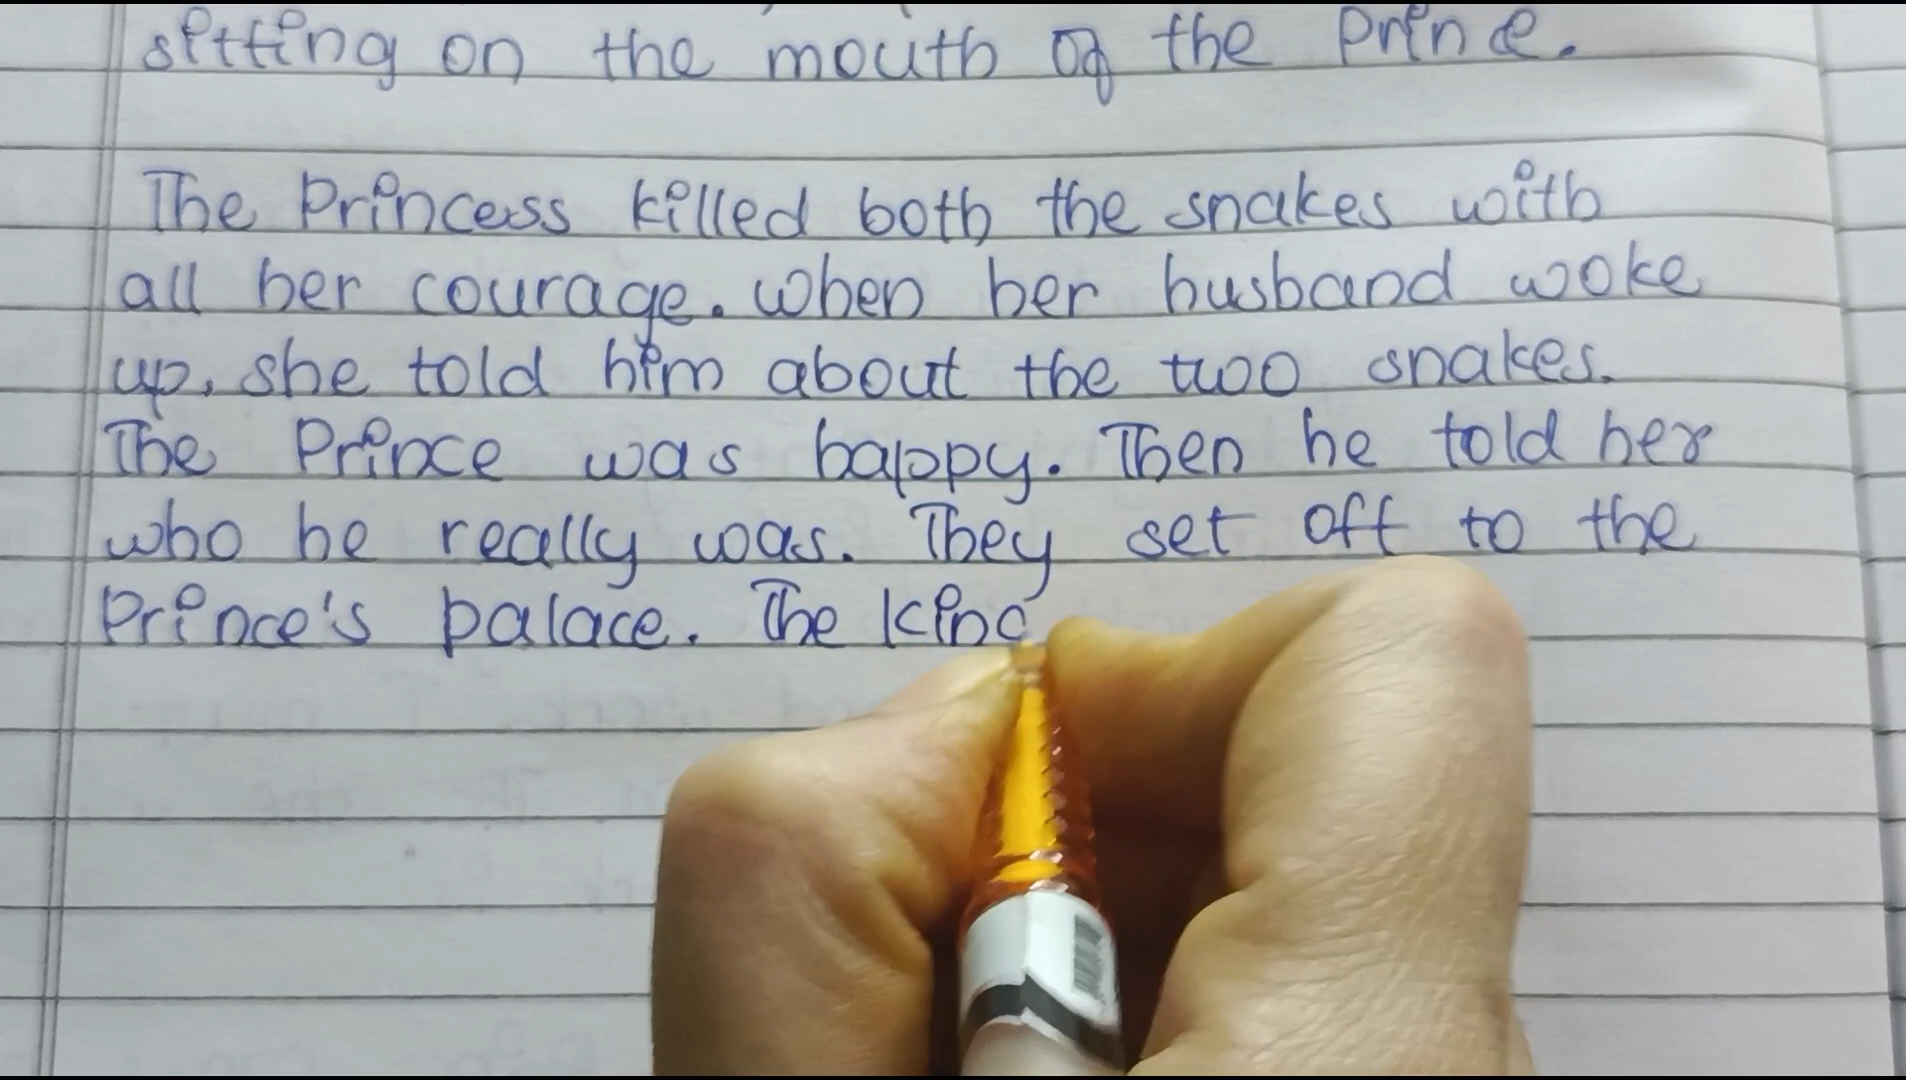 sitting on the mouth of the Prine.
The Princess killed both the snakes with
all her courage. When her husband woke
up, she told him about the two snakes.
The Prince was happy. Then he told her
who he really was. They set off to the
Prince's palace. The